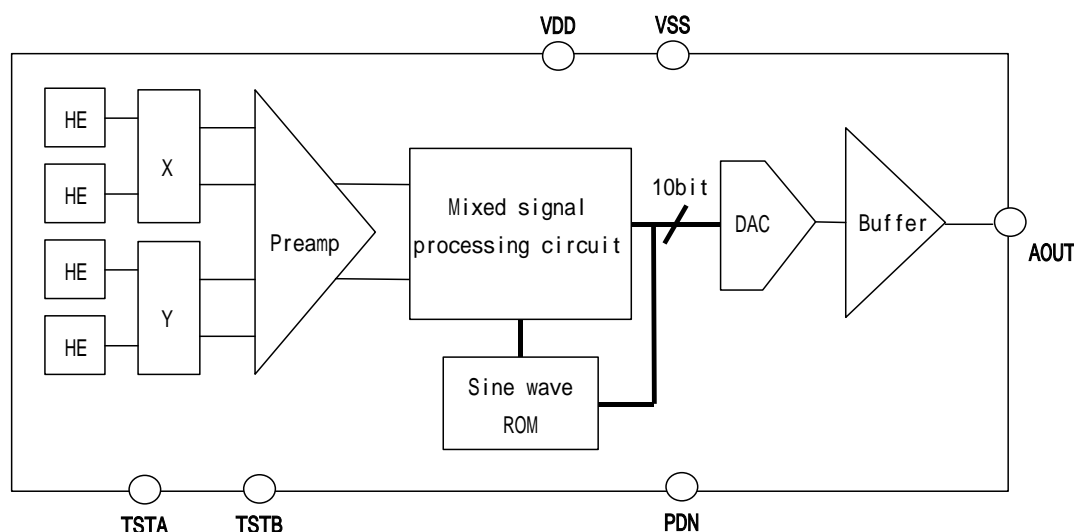 VDD
VSS
HE
HE
X
HE
HE
Y
Preamp
Mixed signal
processing circuit
10bit
DAC
Buffer
AOUT
Sine wave
ROM
TSTA
TSTB
PDN